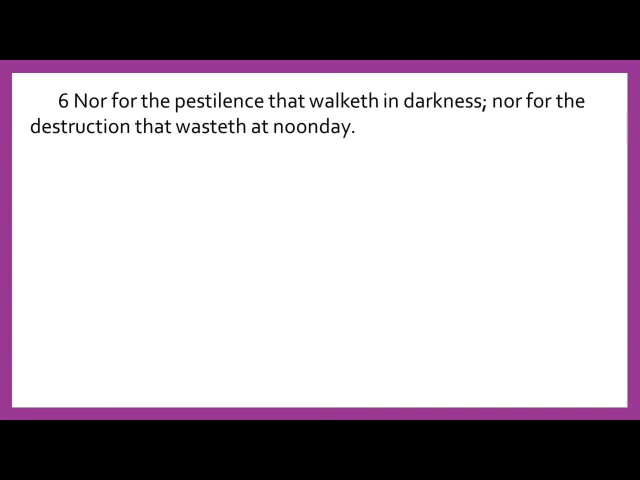 6 Nor for the pestilence that walketh in darkness; nor for the
destruction that wasteth at noonday.